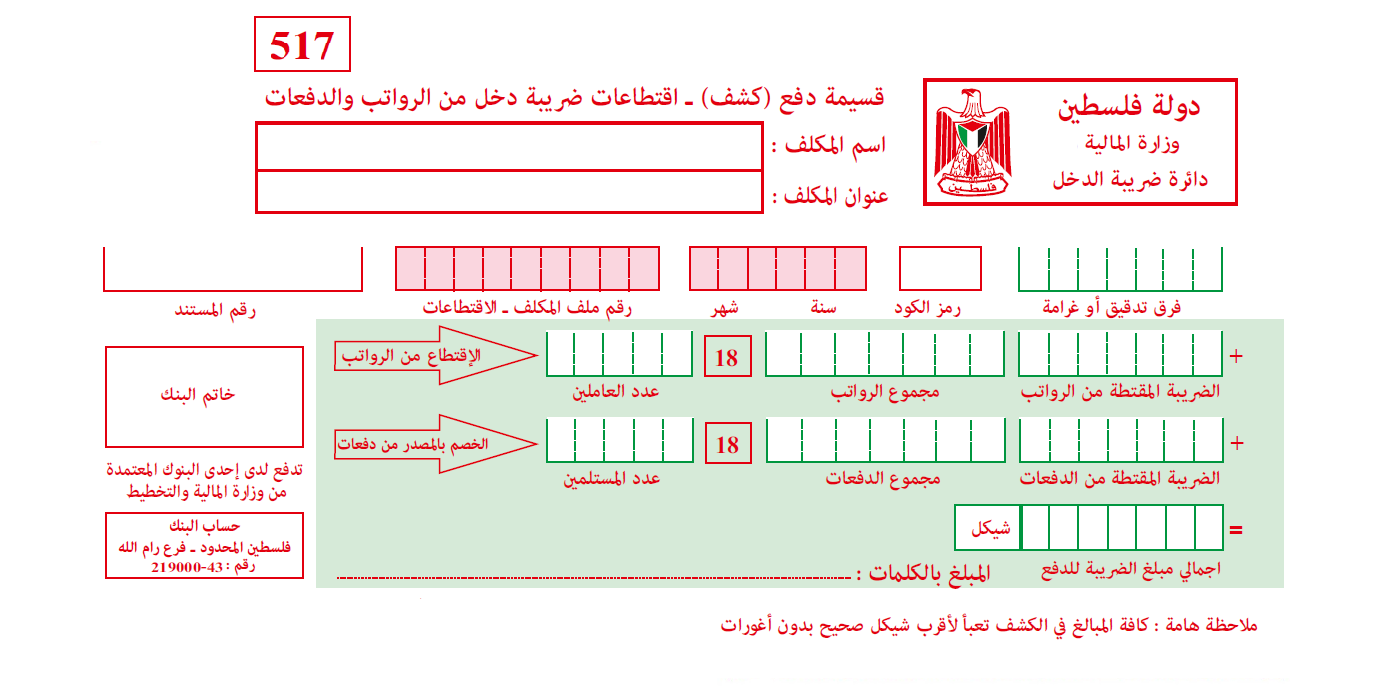 517
دولة فلسطين
وزارة المالية
دائرة ضريبة الدخل
فلسطين
قسيمة دفع (كشف) ـ اقتطاعات ضريبة دخل من الرواتب والدفعات
اسم المكلف :
عنوان المكلف :
فرق تدقيق أو غرامة
رمز الكود
سنة
شهر
رقم ملف المكلف ـ الاقتطاعات
رقم المستند
+
18
الإقتطاع من الرواتب
الضريبة المقتطة من الرواتب
مجموع الرواتب
عدد العاملين
+
18
الخصم بالمصدر من دفعات
الضريبة المقتطة من الدفعات
مجموع الدفعات
عدد المستلمين
=
شيكل
اجمالي مبلغ الضريبة للدفع
المبلغ بالكلمات :
خاتم البنك
تدفع لدى إحدى البنوك المعتمدة
من وزارة المالية والتخطيط
حساب البنك
فلسطين المحدود ـ فرع رام الله
رقم : 43-219000
ملاحظة هامة : كافة المبالغ في الكشف تعبأ لأقرب شيكل صحيح بدون أغورات